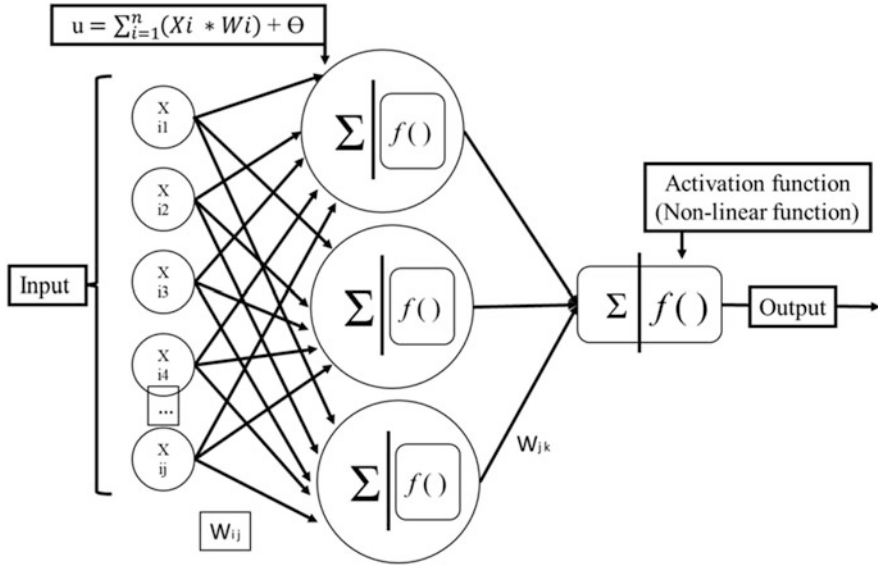 u = ∑ⁿᵢ₌₁(Xi * Wi) + Θ
X
i1
X
i2
X
i3
X
i4
...
X
ij
Input
Wij
Σ f( )
Σ f( )
Σ f( )
Wjk
Activation function
(Non-linear function)
Σ f( )
Output